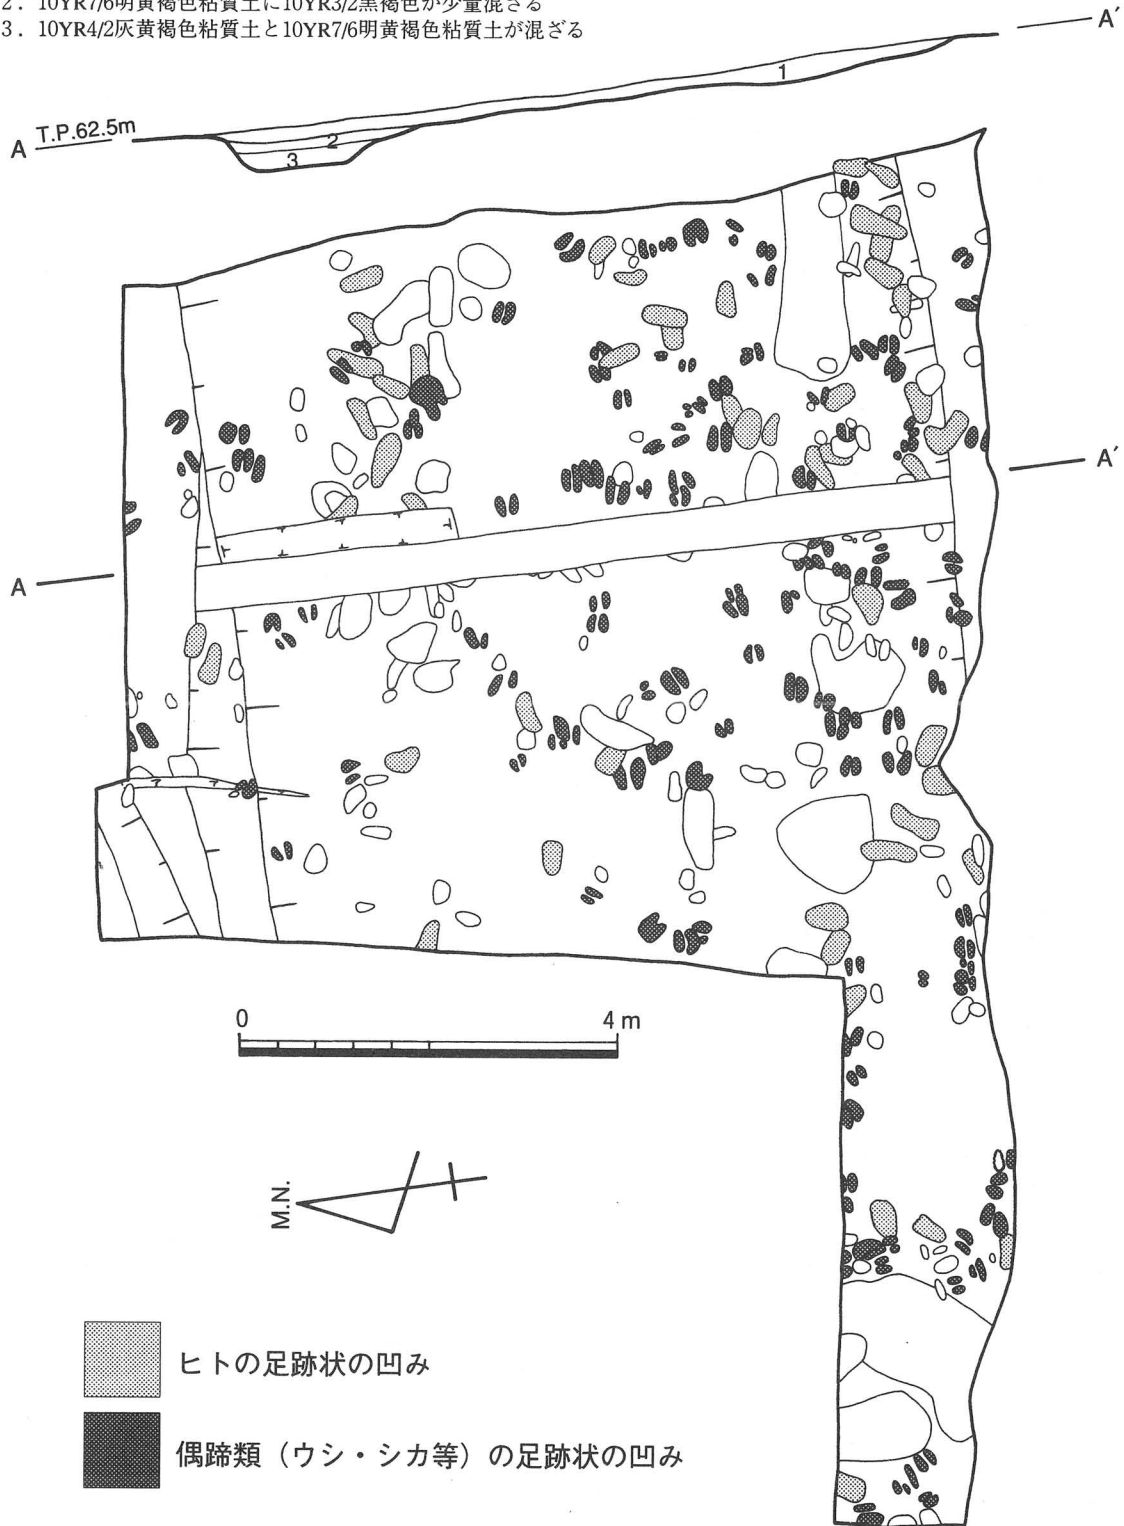 2．10YR7/6明黄褐色粘質土に10YR3/2黒褐色が少量混ざる
3．10YR4/2灰黄褐色粘質土と10YR7/6明黄褐色粘質土が混ざる
A′
1
A T.P.62.5m
2
3
A′
A
0 4 m
M.N.
ヒトの足跡状の凹み
偶蹄類（ウシ・シカ等）の足跡状の凹み